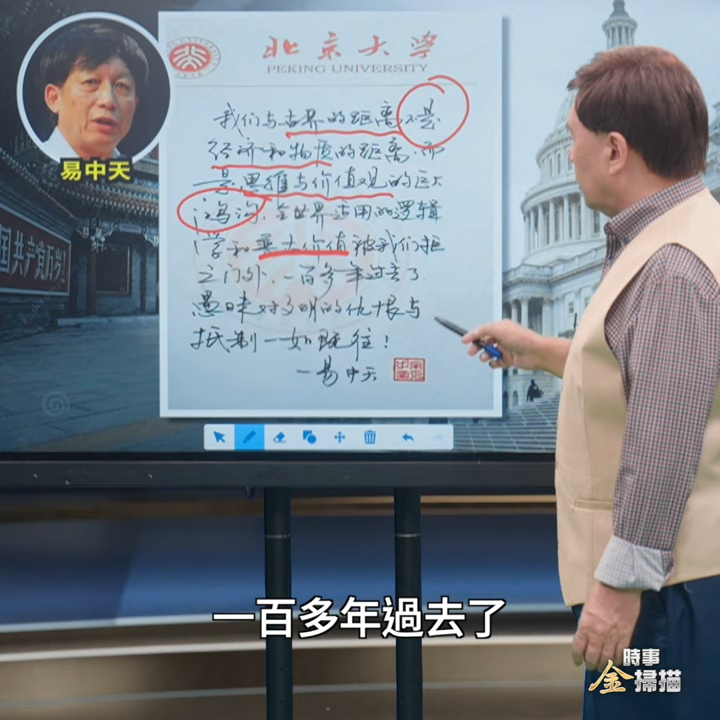 北京大学
PEKING UNIVERSITY
我们与世界的距离不是
经济和物质的距离,而
是思维与价值观的巨大
鸿沟,全世界适用的逻辑
学和普世价值被我们拒
之门外,一百多年过去了
愚昧对文明的仇恨与
抵制一如既往!
—易中天
易中天
国共产党万岁
一百多年過去了
時事
金掃描